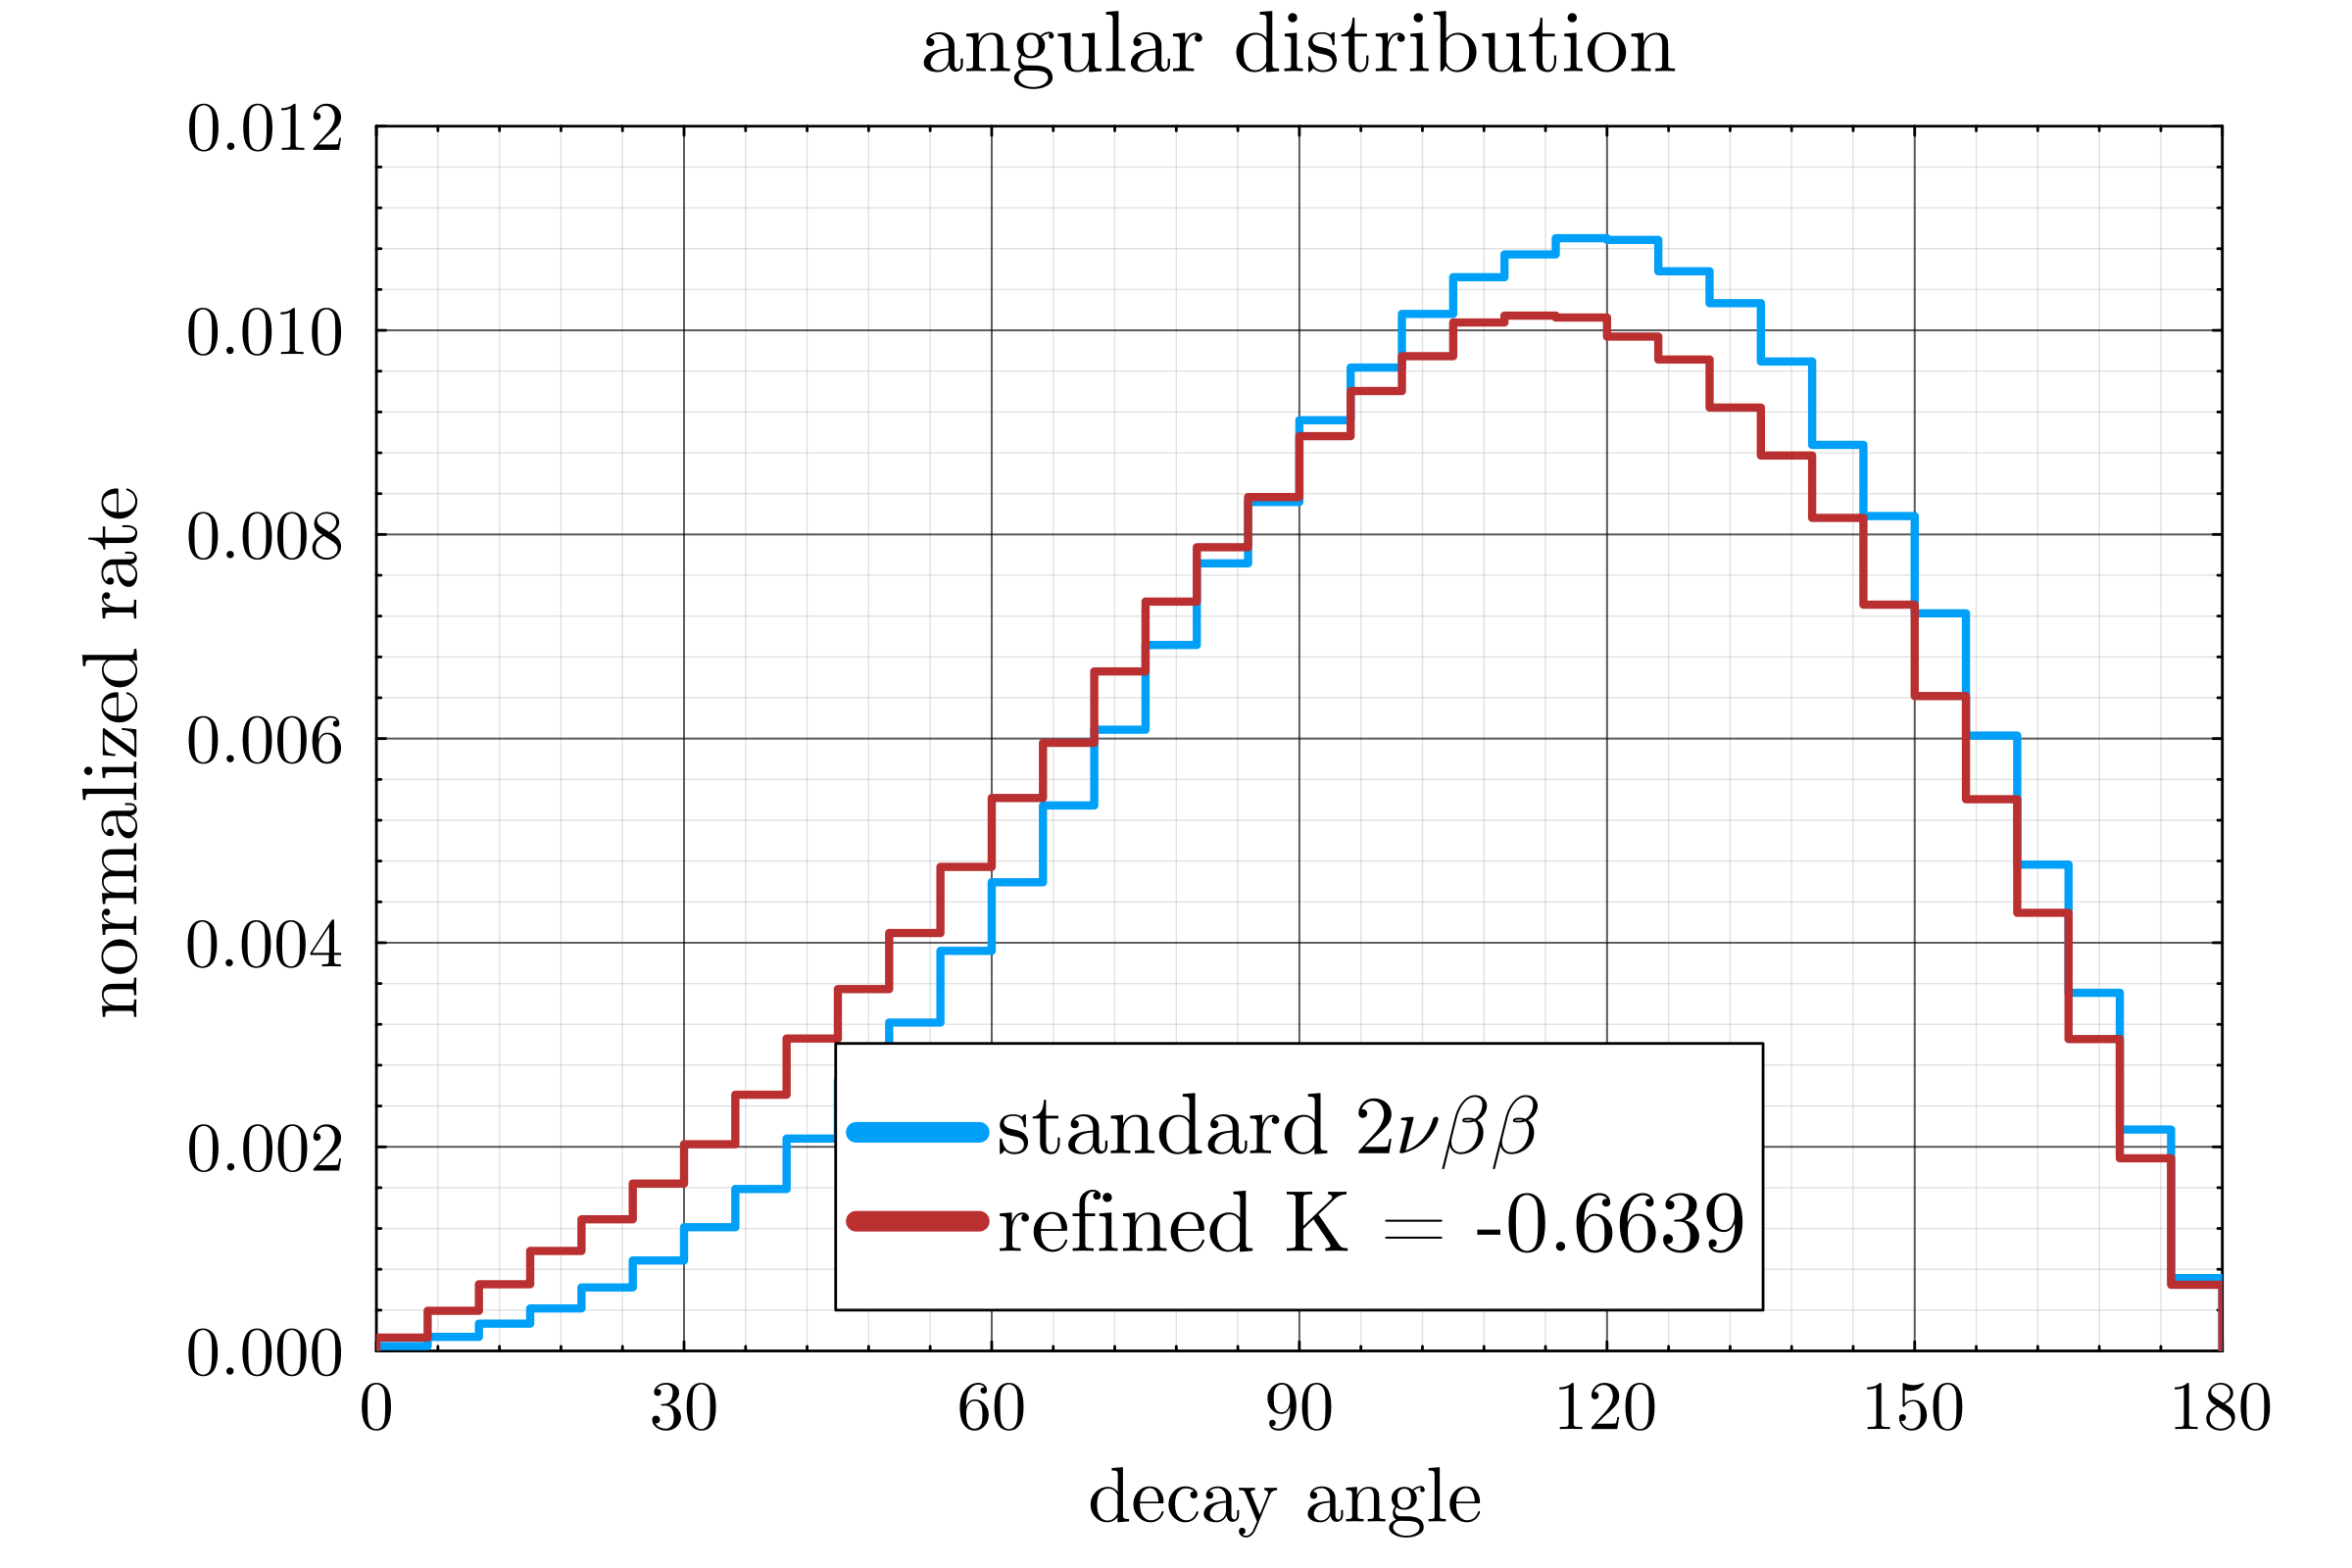 angular distribution
0.012
0.010
0.008
0.006
0.004
0.002
0.000
normalized rate
standard 2νββ
refined K = -0.6639
0 30 60 90 120 150 180
decay angle